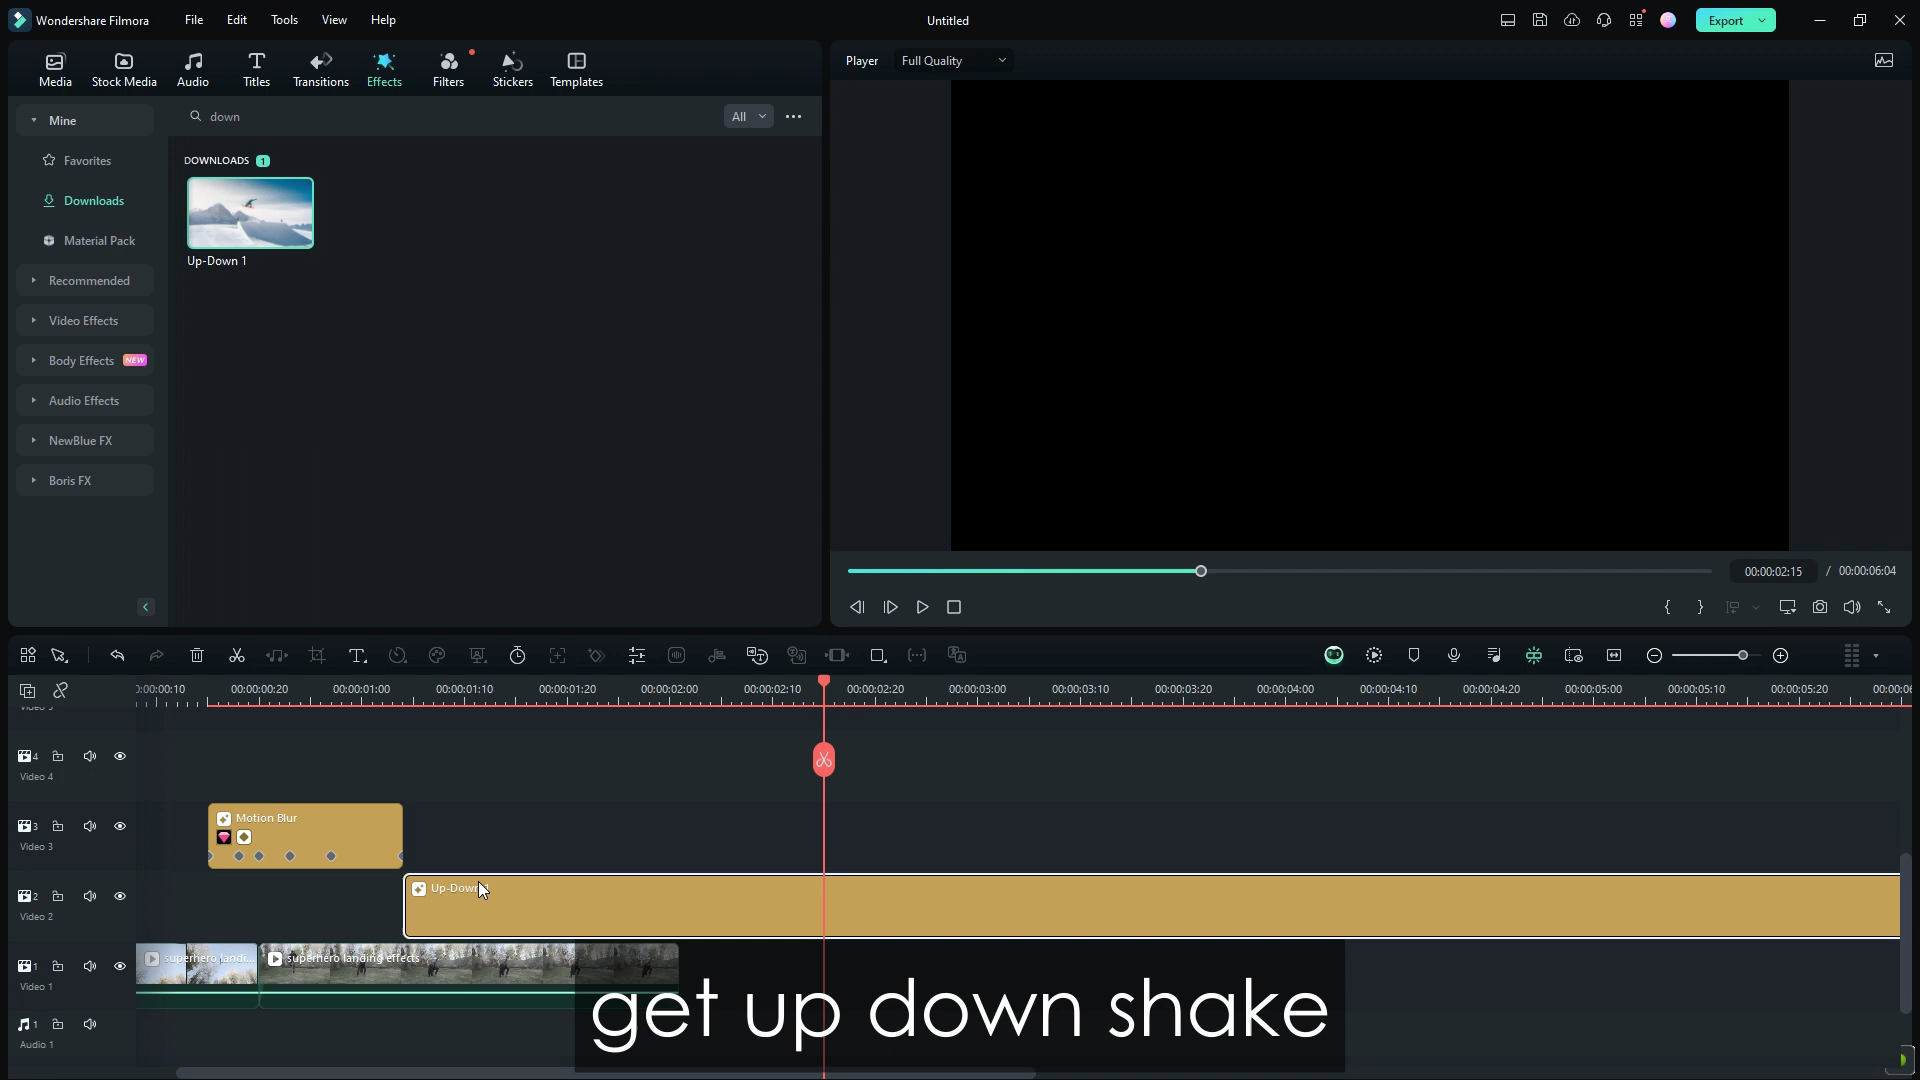 Wondershare Filmora
File Edit Tools View Help
Untitled
Export
Media Stock Media Audio Titles Transitions Effects Filters Stickers Templates
Player Full Quality
Mine
down
All
Favorites
DOWNLOADS 1
Downloads
Material Pack
Up-Down 1
Recommended
Video Effects
Body Effects NEW
Audio Effects
NewBlue FX
Boris FX
00:00:02:15 / 00:00:06:04
0:00:00:10 00:00:00:20 00:00:01:00 00:00:01:10 00:00:01:20 00:00:02:00 00:00:02:10 00:00:02:20 00:00:03:00 00:00:03:10 00:00:03:20 00:00:04:00 00:00:04:10 00:00:04:20 00:00:05:00 00:00:05:10 00:00:05:20 00:00:06
4
Video 4
3
Video 3
Motion Blur
2
Video 2
Up-Down 1
1
Video 1
superhero landi...
superhero landing effects
1
Audio 1
get up down shake